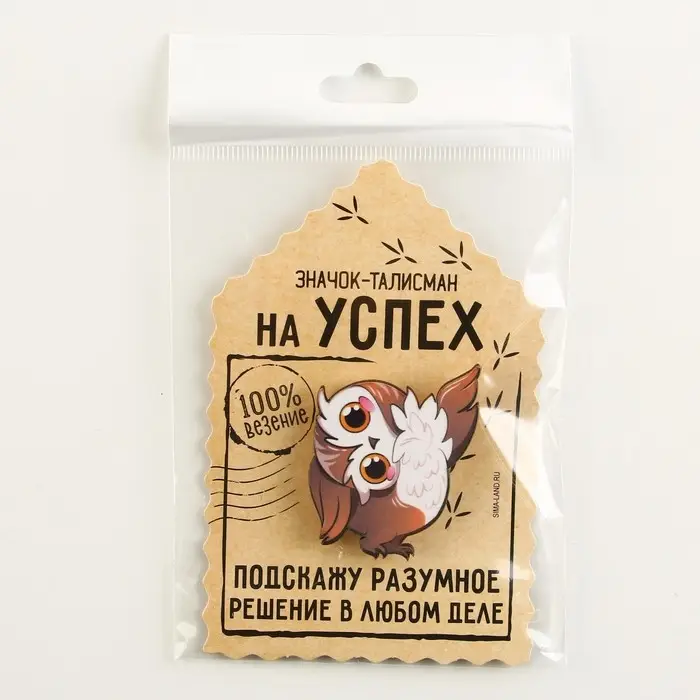 ЗНАЧОК-ТАЛИСМАН
НА УСПЕХ
100%
везение
SIMA-LAND.RU
ПОДСКАЖУ РАЗУМНОЕ
РЕШЕНИЕ В ЛЮБОМ ДЕЛЕ